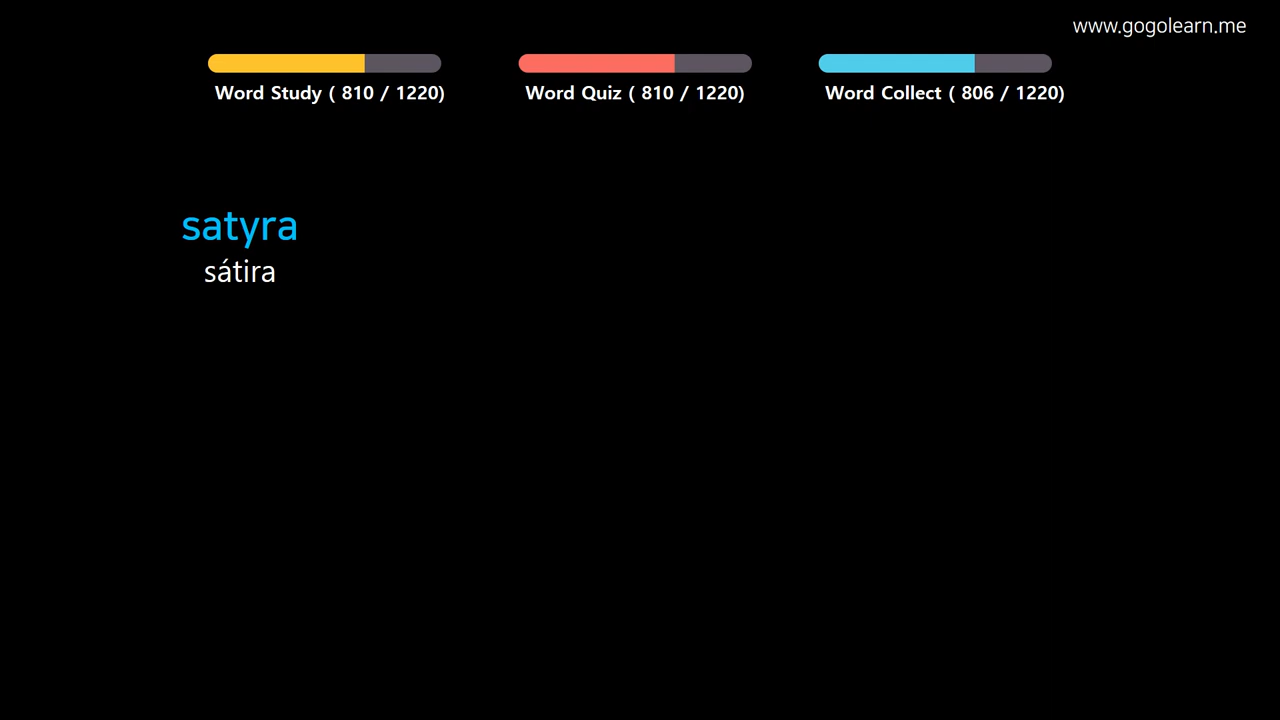 www.gogolearn.me
Word Study ( 810 / 1220)
Word Quiz ( 810 / 1220)
Word Collect ( 806 / 1220)
satyra
sátira